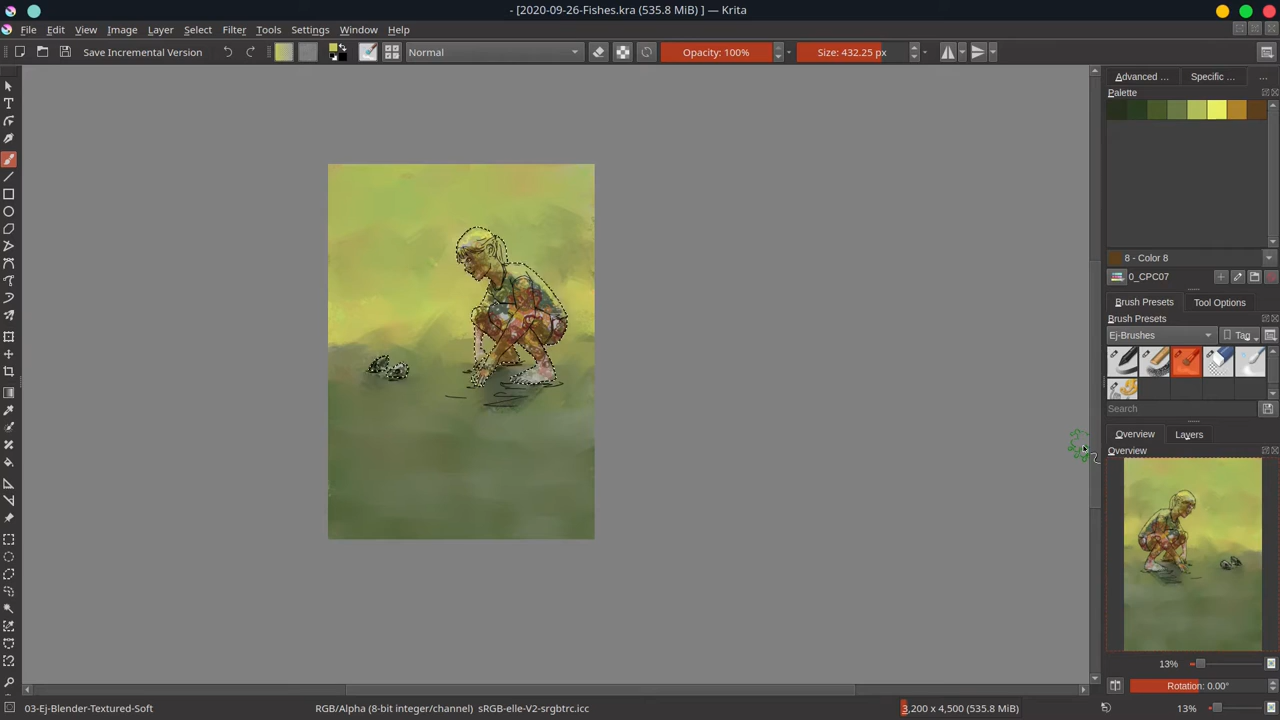 - [2020-09-26-Fishes.kra (535.8 MiB) ] — Krita
File Edit View Image Layer Select Filter Tools Settings Window Help
Save Incremental Version Normal Opacity: 100% Size: 432.25 px
Advanced ... Specific ... ...
Palette
8 - Color 8
0_CPC07
Brush Presets Tool Options
Brush Presets
Ej-Brushes Tag
Search
Overview Layers
Overview
13%
Rotation: 0.00°
03-Ej-Blender-Textured-Soft RGB/Alpha (8-bit integer/channel) sRGB-elle-V2-srgbtrc.icc 3,200 x 4,500 (535.8 MiB) 13%